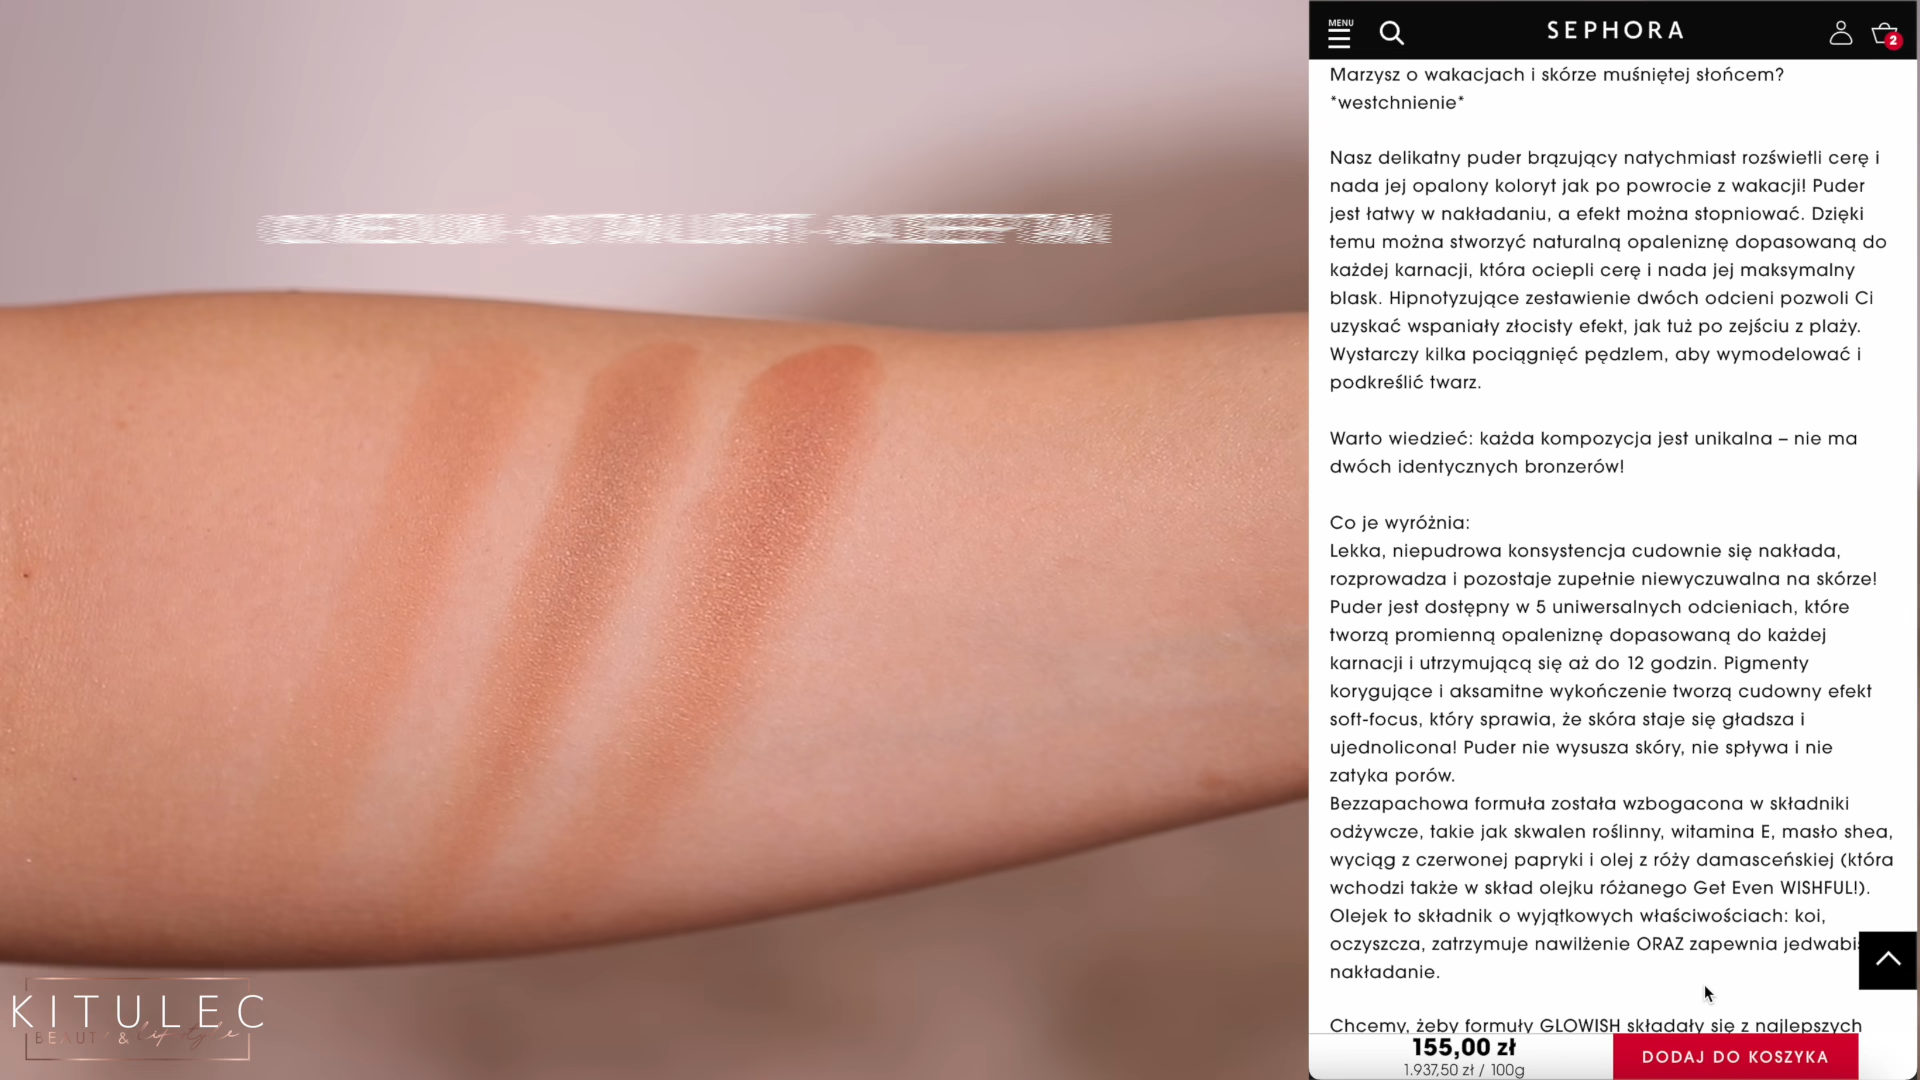 MENU
SEPHORA
2
Marzysz o wakacjach i skórze muśniętej słońcem?
*westchnienie*
Nasz delikatny puder brązujący natychmiast rozświetli cerę i
nada jej opalony koloryt jak po powrocie z wakacji! Puder
jest łatwy w nakładaniu, a efekt można stopniować. Dzięki
temu można stworzyć naturalną opaleniznę dopasowaną do
każdej karnacji, która ociepli cerę i nada jej maksymalny
blask. Hipnotyzujące zestawienie dwóch odcieni pozwoli Ci
uzyskać wspaniały złocisty efekt, jak tuż po zejściu z plaży.
Wystarczy kilka pociągnięć pędzlem, aby wymodelować i
podkreślić twarz.
Warto wiedzieć: każda kompozycja jest unikalna – nie ma
dwóch identycznych bronzerów!
Co je wyróżnia:
Lekka, niepudrowa konsystencja cudownie się nakłada,
rozprowadza i pozostaje zupełnie niewyczuwalna na skórze!
Puder jest dostępny w 5 uniwersalnych odcieniach, które
tworzą promienną opaleniznę dopasowaną do każdej
karnacji i utrzymującą się aż do 12 godzin. Pigmenty
korygujące i aksamitne wykończenie tworzą cudowny efekt
soft-focus, który sprawia, że skóra staje się gładsza i
ujednolicona! Puder nie wysusza skóry, nie spływa i nie
zatyka porów.
Bezzapachowa formuła została wzbogacona w składniki
odżywcze, takie jak skwalen roślinny, witamina E, masło shea,
wyciąg z czerwonej papryki i olej z róży damasceńskiej (która
wchodzi także w skład olejku różanego Get Even WISHFUL!).
Olejek to składnik o wyjątkowych właściwościach: koi,
oczyszcza, zatrzymuje nawilżenie ORAZ zapewnia jedwabi
nakładanie.
Chcemy, żeby formuły GLOWISH składały się z najlepszych
155,00 zł
1.937,50 zł / 100g
DODAJ DO KOSZYKA
KITULEC
BEAUTY & lifestyle